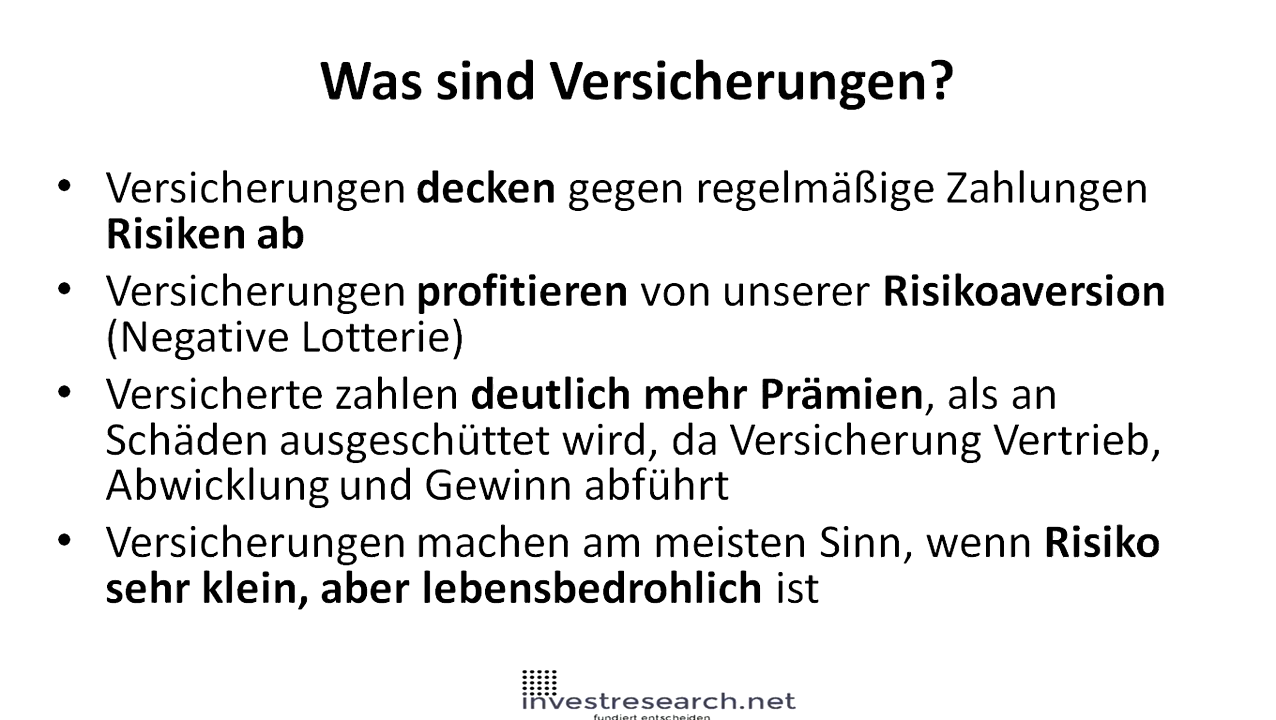 Was sind Versicherungen?
• Versicherungen decken gegen regelmäßige Zahlungen
Risiken ab
• Versicherungen profitieren von unserer Risikoaversion
(Negative Lotterie)
• Versicherte zahlen deutlich mehr Prämien, als an
Schäden ausgeschüttet wird, da Versicherung Vertrieb,
Abwicklung und Gewinn abführt
• Versicherungen machen am meisten Sinn, wenn Risiko
sehr klein, aber lebensbedrohlich ist
investresearch.net
fundiert entscheiden